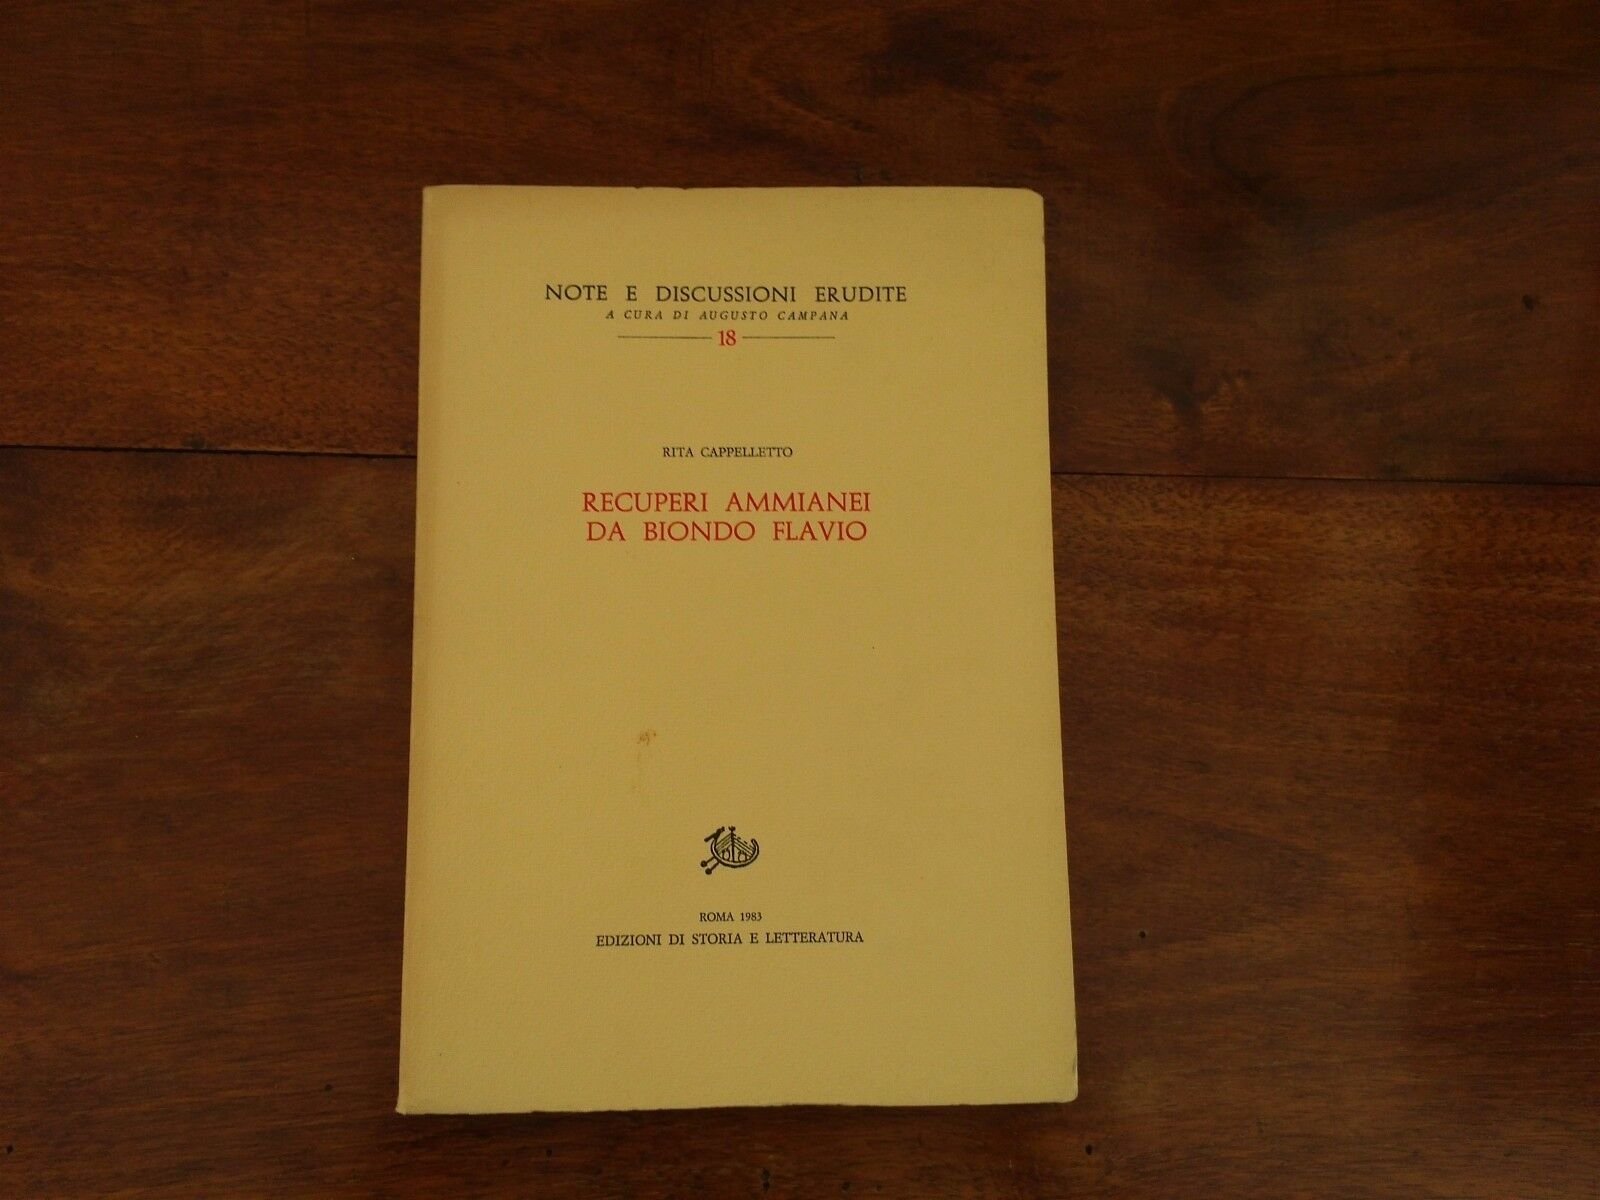 NOTE E DISCUSSIONI ERUDITE
A CURA DI AUGUSTO CAMPANA
18
RITA CAPPELLETTO
RECUPERI AMMIANEI
DA BIONDO FLAVIO
ROMA 1983
EDIZIONI DI STORIA E LETTERATURA